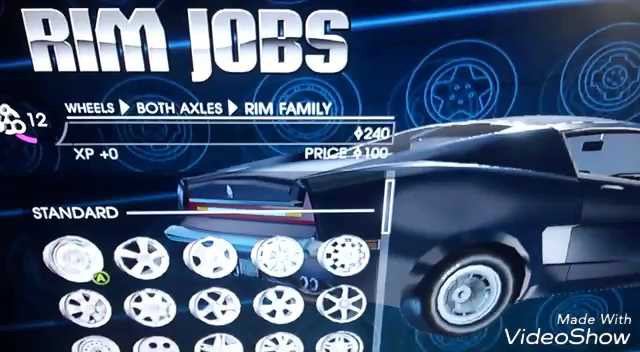 RIM JOBS
12
WHEELS ▶ BOTH AXLES ▶ RIM FAMILY
240
XP +0 PRICE 100
STANDARD
A
Made With
VideoShow